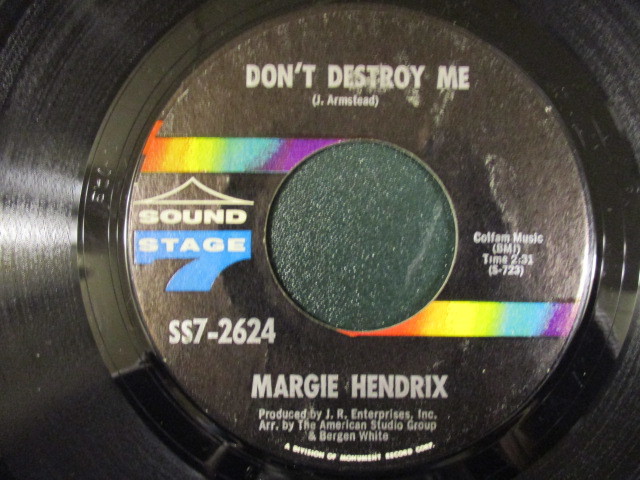 DON'T DESTROY ME
(J. Armstead)
SOUND
STAGE
7
Colfam Music
(BMI)
Time 2:31
(S-723)
SS7-2624
MARGIE HENDRIX
Produced by J. R. Enterprises, Inc.
Arr. by The American Studio Group
& Bergen White
A DIVISION OF MONUMENT RECORD CORP.